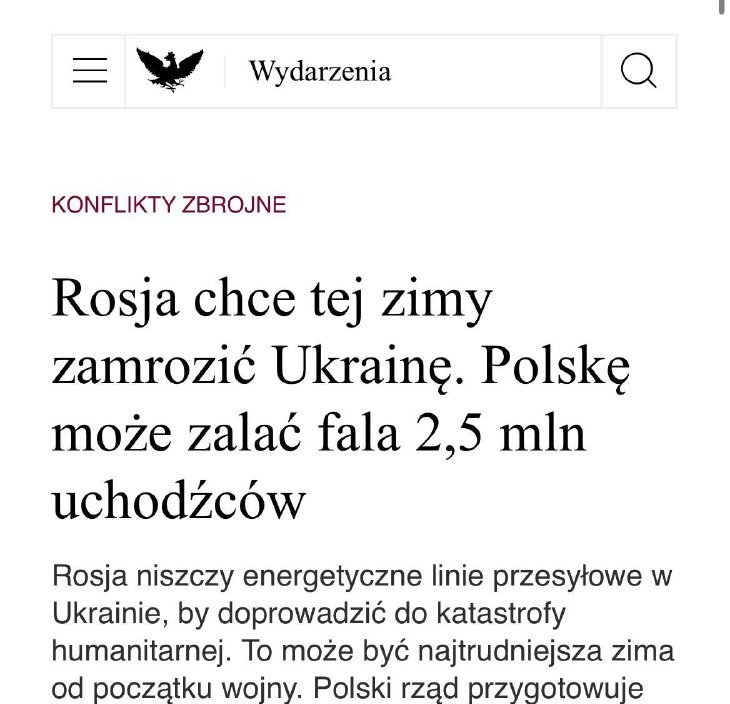 Wydarzenia
KONFLIKTY ZBROJNE
Rosja chce tej zimy
zamrozić Ukrainę. Polskę
może zalać fala 2,5 mln
uchodźców
Rosja niszczy energetyczne linie przesyłowe w
Ukrainie, by doprowadzić do katastrofy
humanitarnej. To może być najtrudniejsza zima
od początku wojny. Polski rząd przygotowuje